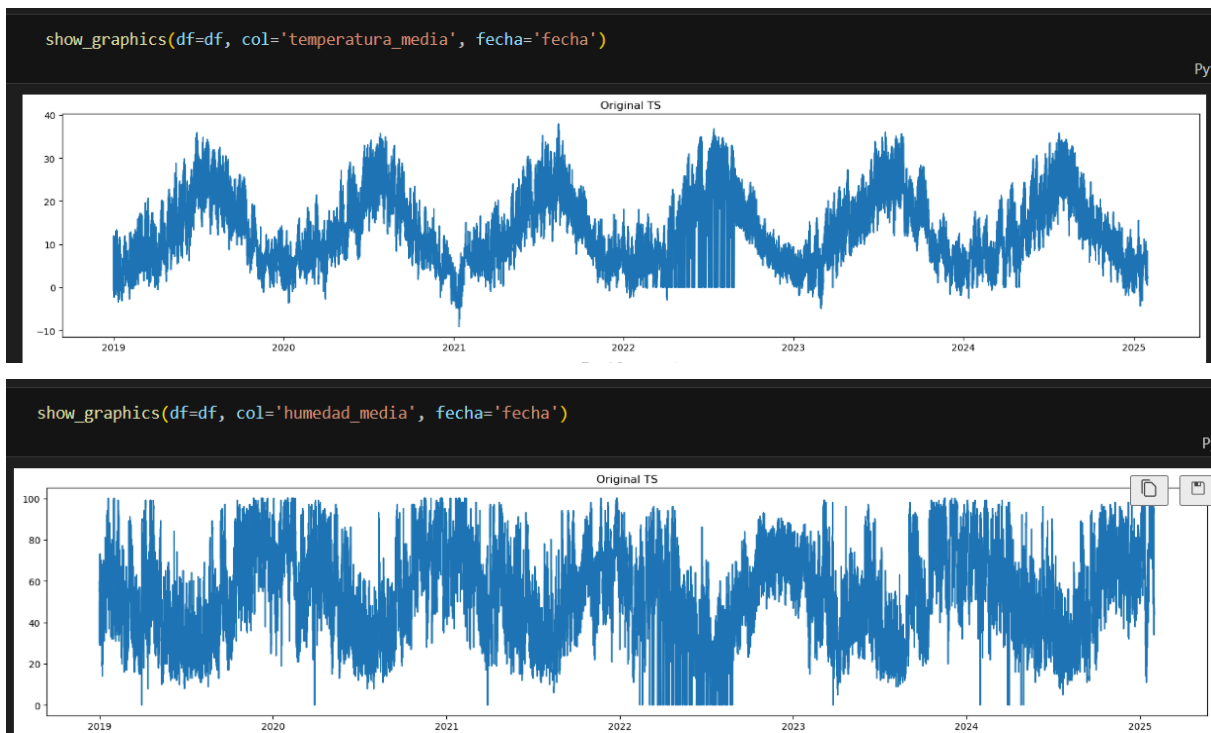 show_graphics(df=df, col='temperatura_media', fecha='fecha')
Py
Original TS
40
30
20
10
0
−10
2019 2020 2021 2022 2023 2024 2025
show_graphics(df=df, col='humedad_media', fecha='fecha')
P
Original TS
100
80
60
40
20
0
2019 2020 2021 2022 2023 2024 2025